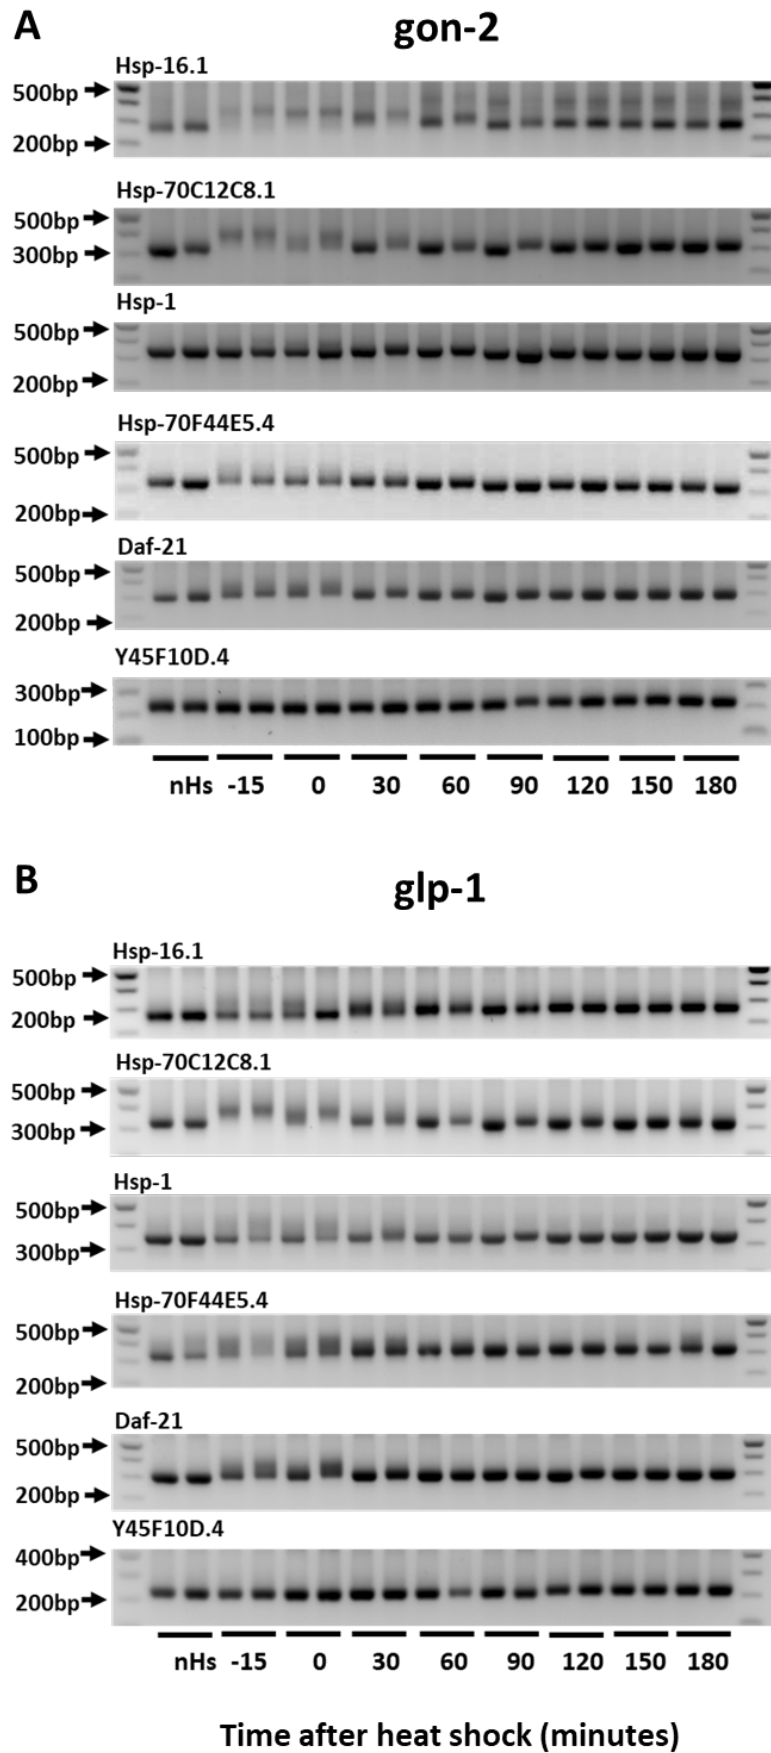 A
gon-2
Hsp-16.1
500bp
200bp
Hsp-70C12C8.1
500bp
300bp
Hsp-1
500bp
200bp
Hsp-70F44E5.4
500bp
200bp
Daf-21
500bp
200bp
Y45F10D.4
300bp
100bp
nHs -15 0 30 60 90 120 150 180
B
glp-1
Hsp-16.1
500bp
200bp
Hsp-70C12C8.1
500bp
300bp
Hsp-1
500bp
300bp
Hsp-70F44E5.4
500bp
200bp
Daf-21
500bp
200bp
Y45F10D.4
400bp
200bp
nHs -15 0 30 60 90 120 150 180
Time after heat shock (minutes)